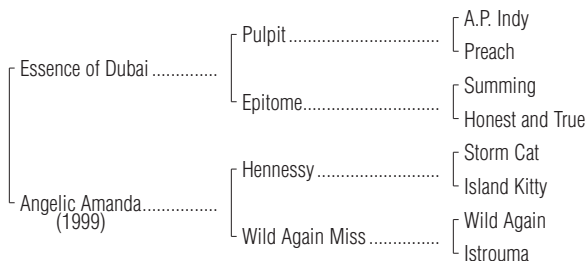 A.P. Indy
Pulpit
Preach
Essence of Dubai
Summing
Epitome
Honest and True
Storm Cat
Hennessy
Island Kitty
Angelic Amanda
(1999)
Wild Again
Wild Again Miss
Istrouma